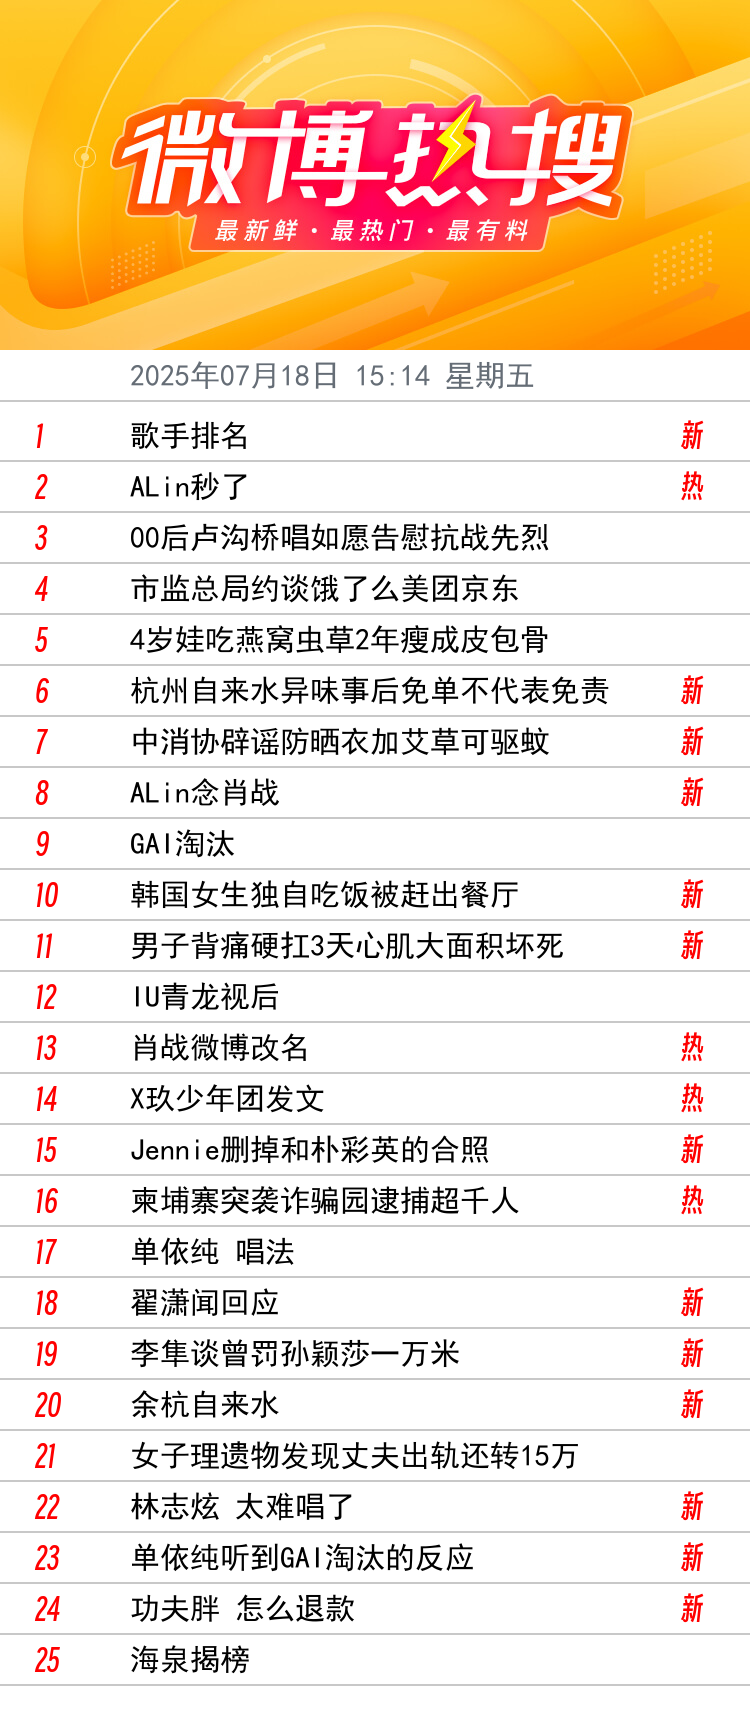 微博热搜
最新鲜·最热门·最有料
2025年07月18日 15:14 星期五
1 歌手排名 新
2 ALin秒了 热
3 00后卢沟桥唱如愿告慰抗战先烈
4 市监总局约谈饿了么美团京东
5 4岁娃吃燕窝虫草2年瘦成皮包骨
6 杭州自来水异味事后免单不代表免责 新
7 中消协辟谣防晒衣加艾草可驱蚊 新
8 ALin念肖战 新
9 GAI淘汰
10 韩国女生独自吃饭被赶出餐厅 新
11 男子背痛硬扛3天心肌大面积坏死 新
12 IU青龙视后
13 肖战微博改名 热
14 X玖少年团发文 热
15 Jennie删掉和朴彩英的合照 新
16 柬埔寨突袭诈骗园逮捕超千人 热
17 单依纯 唱法
18 翟潇闻回应 新
19 李隼谈曾罚孙颖莎一万米 新
20 余杭自来水 新
21 女子理遗物发现丈夫出轨还转15万
22 林志炫 太难唱了 新
23 单依纯听到GAI淘汰的反应 新
24 功夫胖 怎么退款 新
25 海泉揭榜